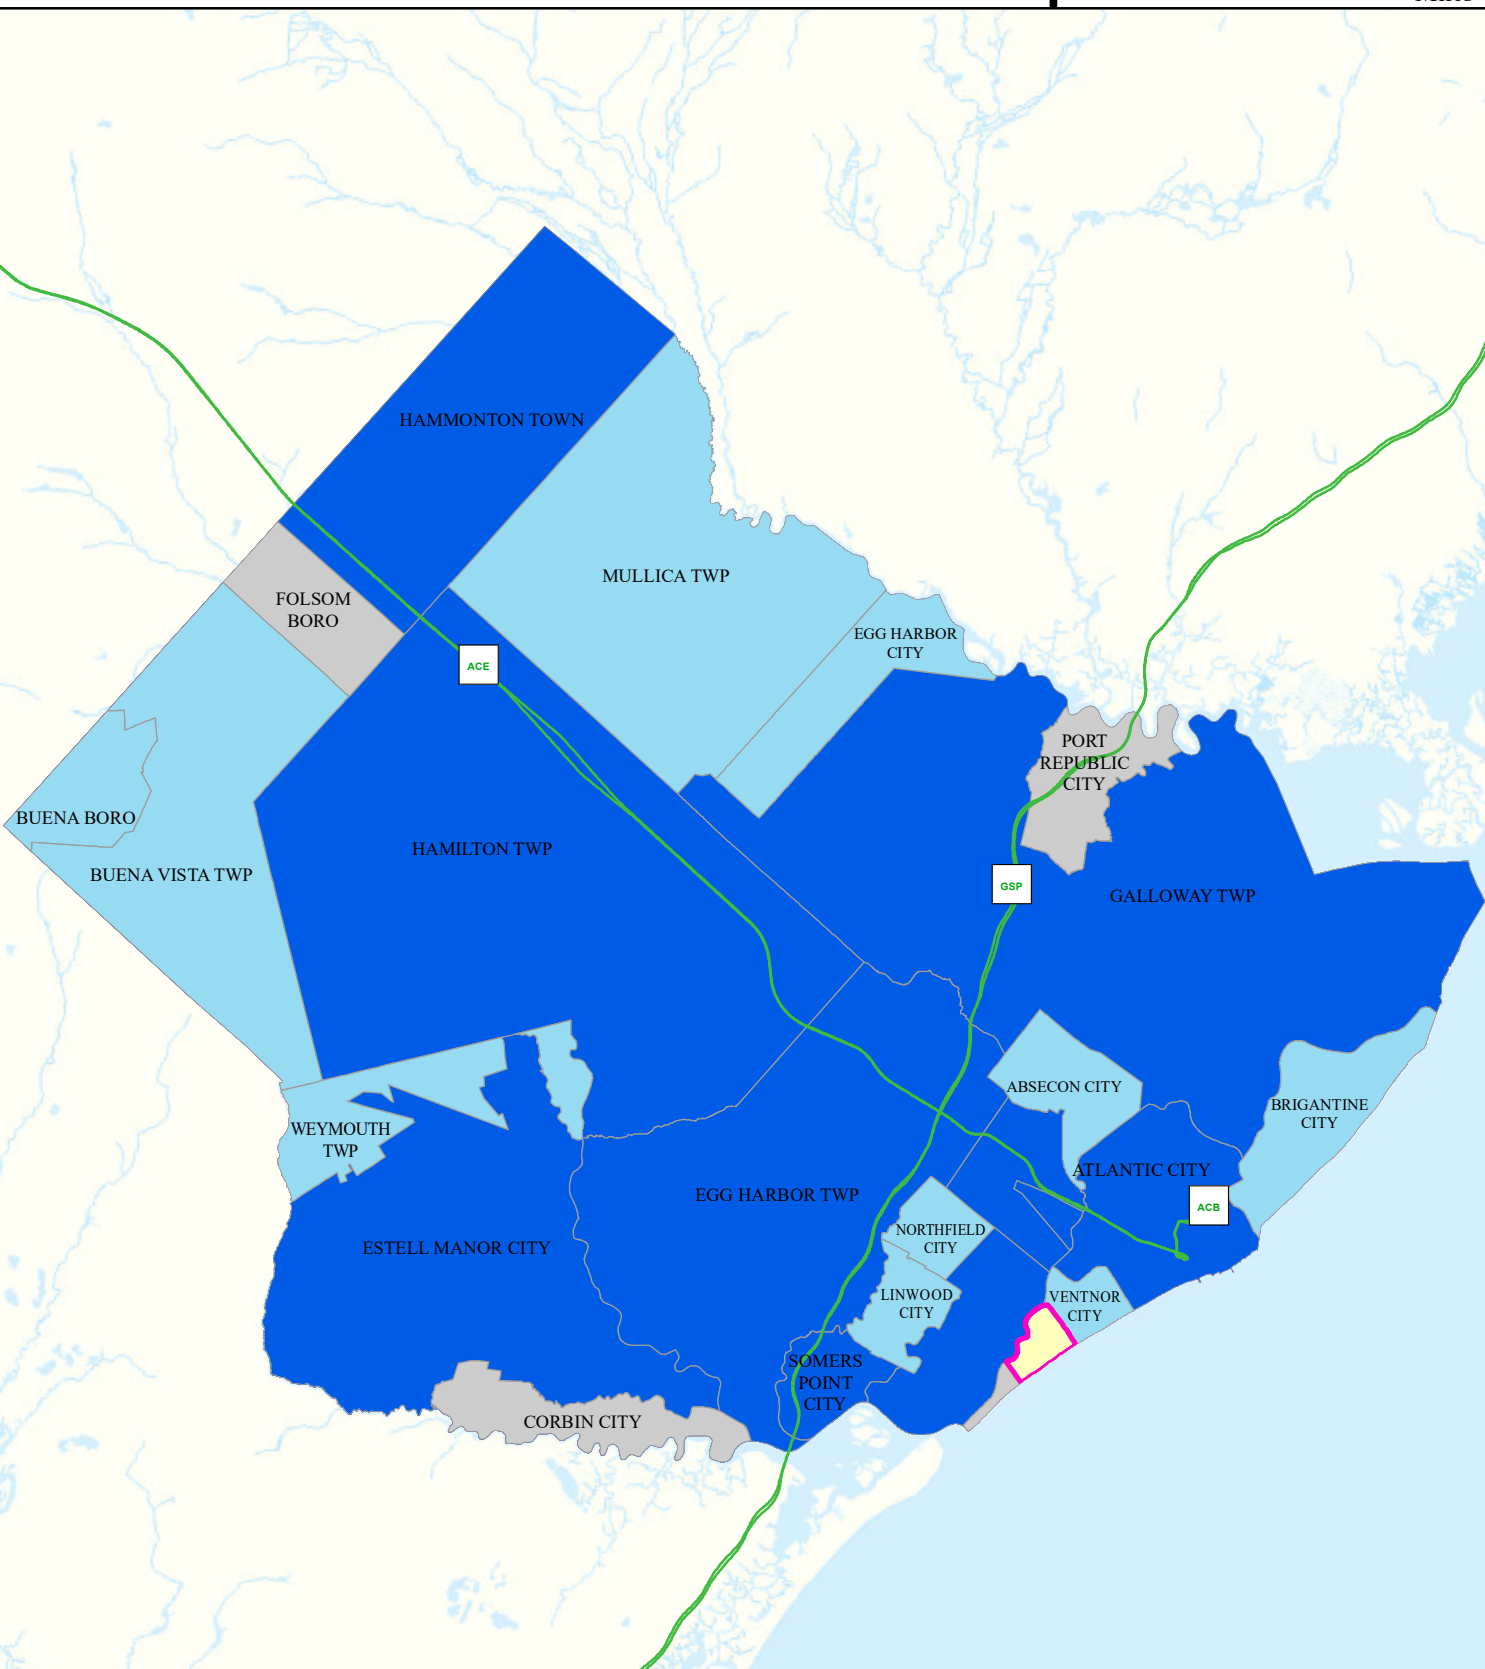 HAMMONTON TOWN
MULLICA TWP
FOLSOM
BORO
EGG HARBOR
CITY
ACE
PORT
REPUBLIC
CITY
BUENA BORO
HAMILTON TWP
BUENA VISTA TWP
GSP
GALLOWAY TWP
ABSECON CITY
BRIGANTINE
CITY
WEYMOUTH
TWP
ATLANTIC CITY
EGG HARBOR TWP
ACB
NORTHFIELD
CITY
ESTELL MANOR CITY
LINWOOD
CITY
VENTNOR
CITY
SOMERS
POINT
CITY
CORBIN CITY